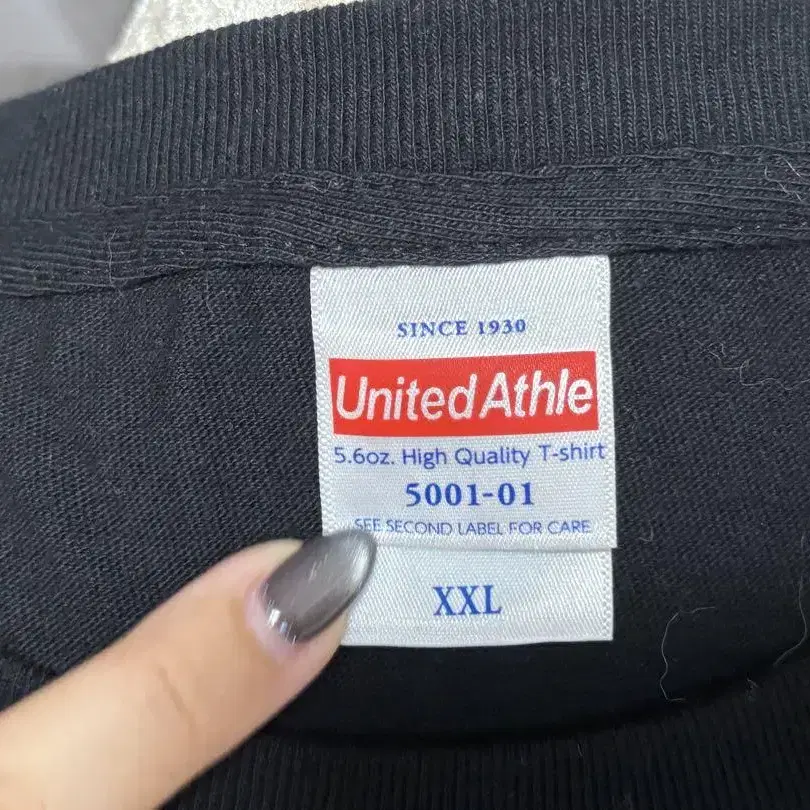 SINCE 1930
United Athle
5.6oz. High Quality T-shirt
5001-01
SEE SECOND LABEL FOR CARE
XXL